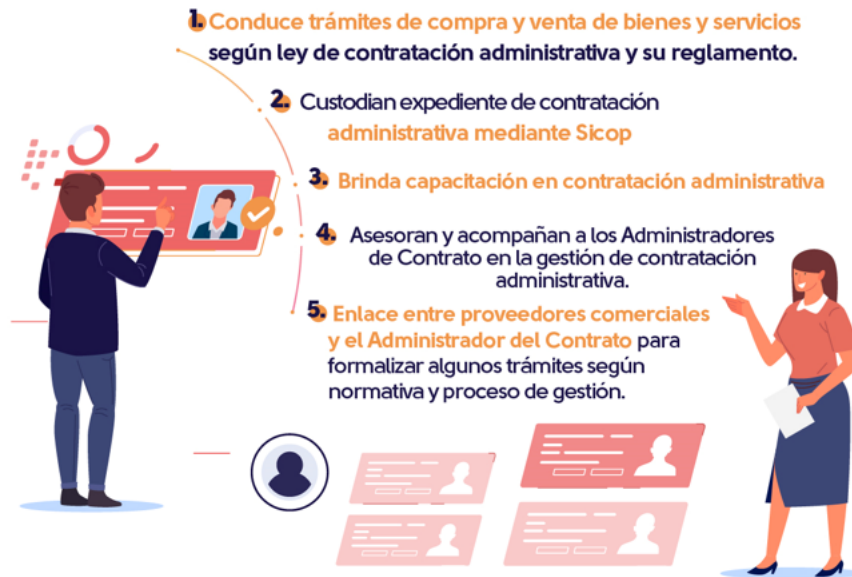 1. Conduce trámites de compra y venta de bienes y servicios
según ley de contratación administrativa y su reglamento.
2. Custodian expediente de contratación
administrativa mediante Sicop
3. Brinda capacitación en contratación administrativa
4. Asesoran y acompañan a los Administradores
de Contrato en la gestión de contratación
administrativa.
5. Enlace entre proveedores comerciales
y el Administrador del Contrato para
formalizar algunos trámites según
normativa y proceso de gestión.